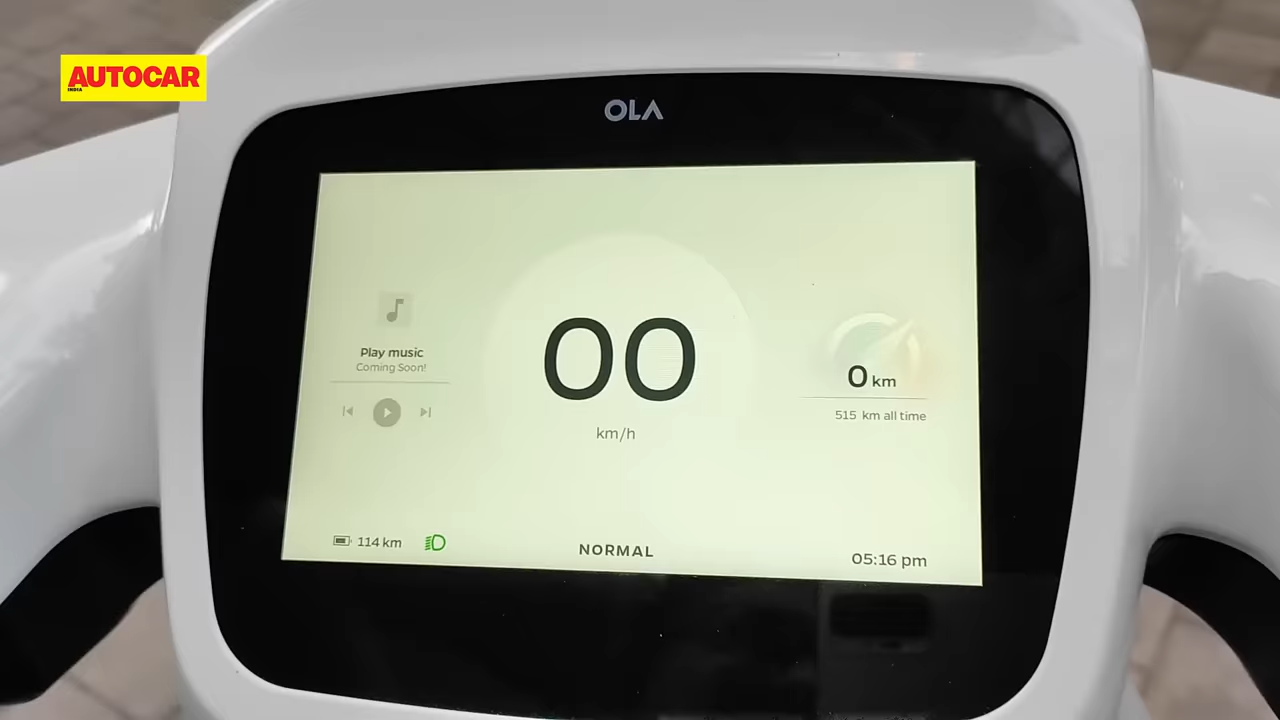 AUTOCAR
INDIA
OLA
Play music
Coming Soon!
00
km/h
0 km
515 km all time
114 km
NORMAL
05:16 pm